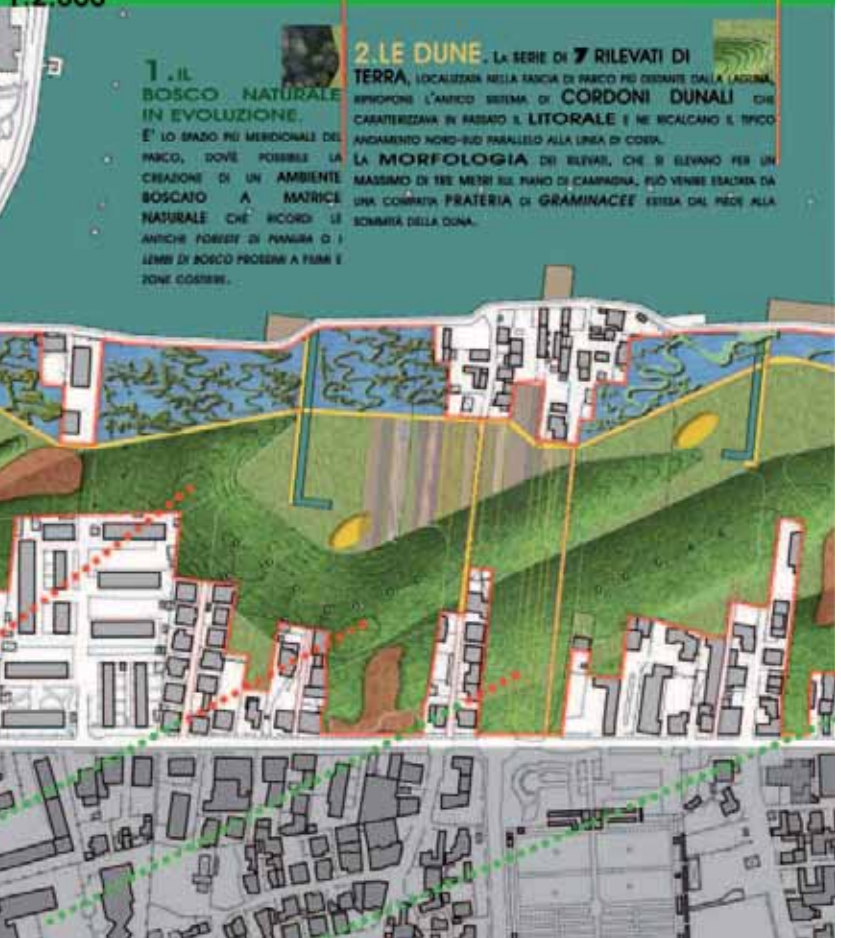 1:2.000
1.IL
BOSCO NATURALE
IN EVOLUZIONE.
E' LO SPAZIO PIÙ MERIDIONALE DEL
PARCO, DOVE POSSIBILE LA
CREAZIONE DI UN AMBIENTE
BOSCATO A MATRICE
NATURALE CHE RICORDI LE
ANTICHE FORESTE DI PIANURA O I
LEMBI DI BOSCO PROSSIMI A FIUMI E
ZONE COSTIERE.
2.LE DUNE. LA SERIE DI 7 RILEVATI DI
TERRA, LOCALIZZATA NELLA FASCIA DI PARCO PIÙ DISTANTE DALLA LAGUNA,
RIPROPONE L'ANTICO SISTEMA DI CORDONI DUNALI CHE
CARATTERIZZAVA IN PASSATO IL LITORALE E NE RICALCANO IL TIPICO
ANDAMENTO NORD-SUD PARALLELO ALLA LINEA DI COSTA.
LA MORFOLOGIA DEI RILEVATI, CHE SI ELEVANO PER UN
MASSIMO DI TRE METRI SUL PIANO DI CAMPAGNA, PUÒ VENIRE ESALTATA DA
UNA COMPATTA PRATERIA DI GRAMINACEE ESTESA DAL PIEDE ALLA
SOMMITÀ DELLA DUNA.